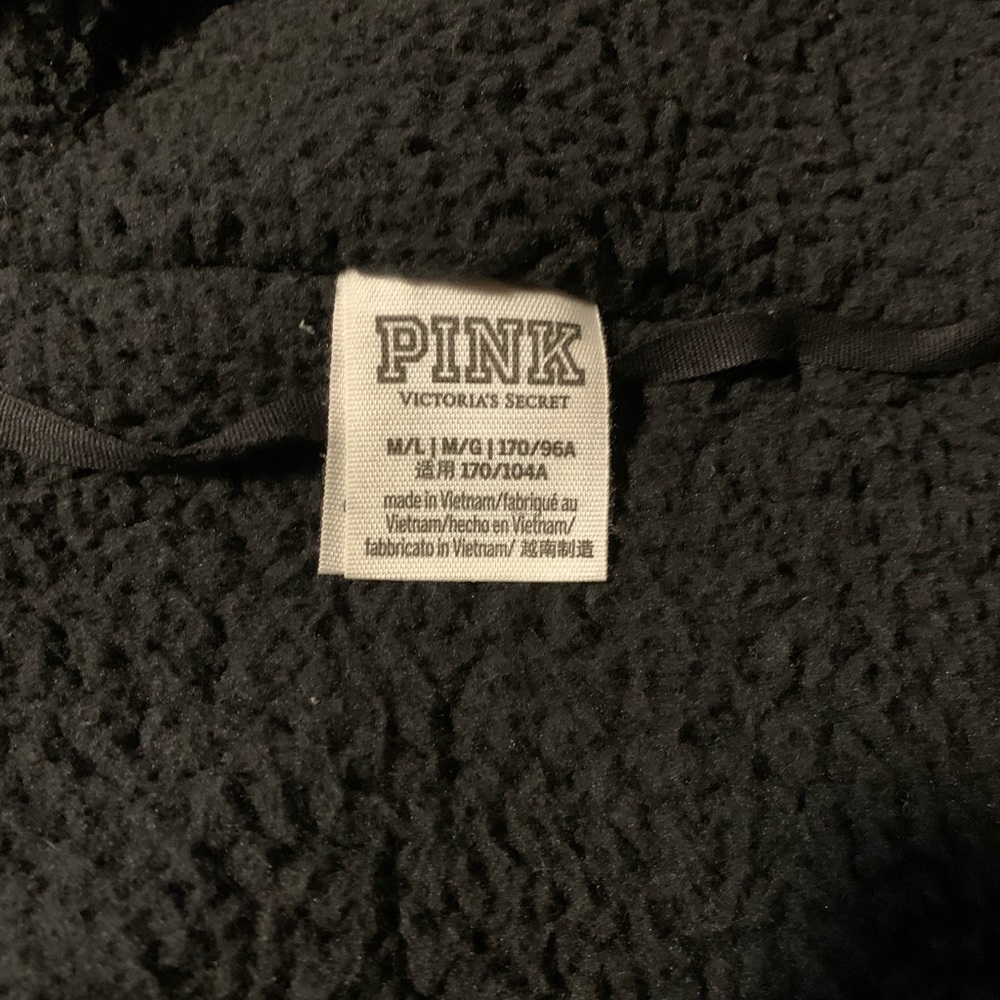 PINK
VICTORIA'S SECRET
M/L | M/G | 170/96A
适用 170/104A
made in Vietnam/fabriqué au
Vietnam/hecho en Vietnam/
fabbricato in Vietnam/ 越南制造